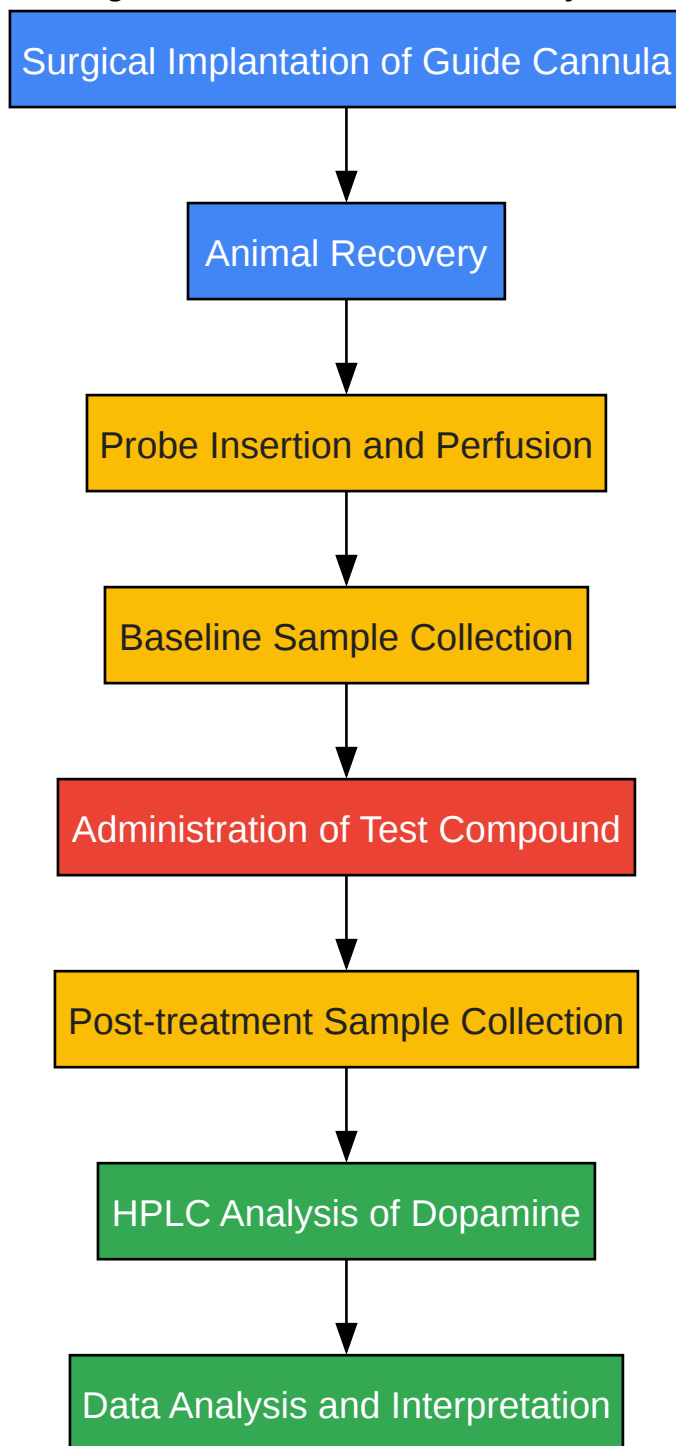 Surgical Implantation of Guide Cannula
Animal Recovery
Probe Insertion and Perfusion
Baseline Sample Collection
Administration of Test Compound
Post-treatment Sample Collection
HPLC Analysis of Dopamine
Data Analysis and Interpretation